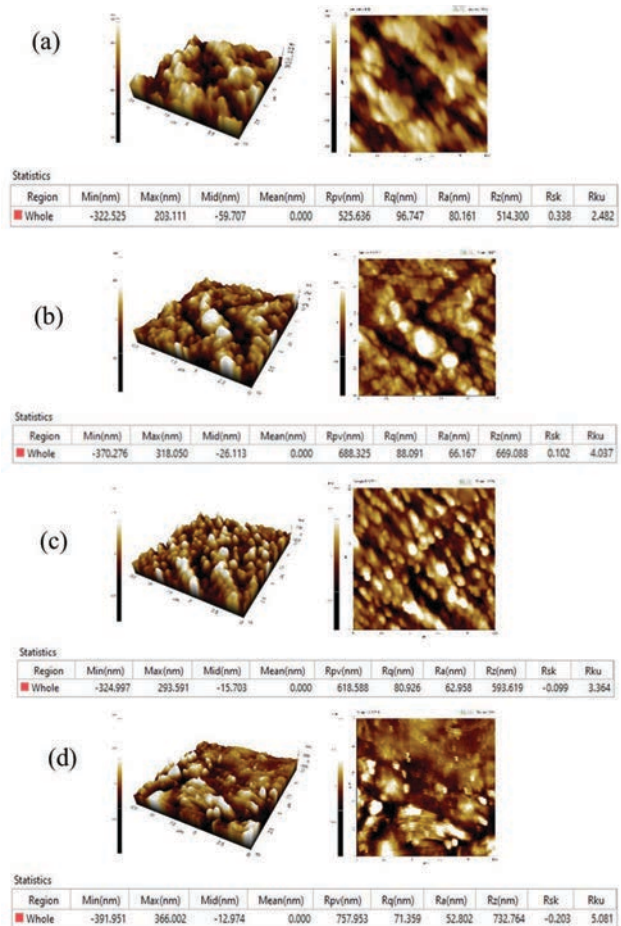 (a)
Statistics
Region Min(nm) Max(nm) Mid(nm) Mean(nm) Rpv(nm) Rq(nm) Ra(nm) Rz(nm) Rsk Rku
Whole -322.525 203.111 -59.707 0.000 525.636 96.747 80.161 514.300 0.338 2.482
(b)
Statistics
Region Min(nm) Max(nm) Mid(nm) Mean(nm) Rpv(nm) Rq(nm) Ra(nm) Rz(nm) Rsk Rku
Whole -370.276 318.050 -26.113 0.000 688.325 88.091 66.167 669.088 0.102 4.037
(c)
Statistics
Region Min(nm) Max(nm) Mid(nm) Mean(nm) Rpv(nm) Rq(nm) Ra(nm) Rz(nm) Rsk Rku
Whole -324.997 293.591 -15.703 0.000 618.588 80.926 62.958 593.619 -0.099 3.364
(d)
Statistics
Region Min(nm) Max(nm) Mid(nm) Mean(nm) Rpv(nm) Rq(nm) Ra(nm) Rz(nm) Rsk Rku
Whole -391.951 366.002 -12.974 0.000 757.953 71.359 52.802 732.764 -0.203 5.081